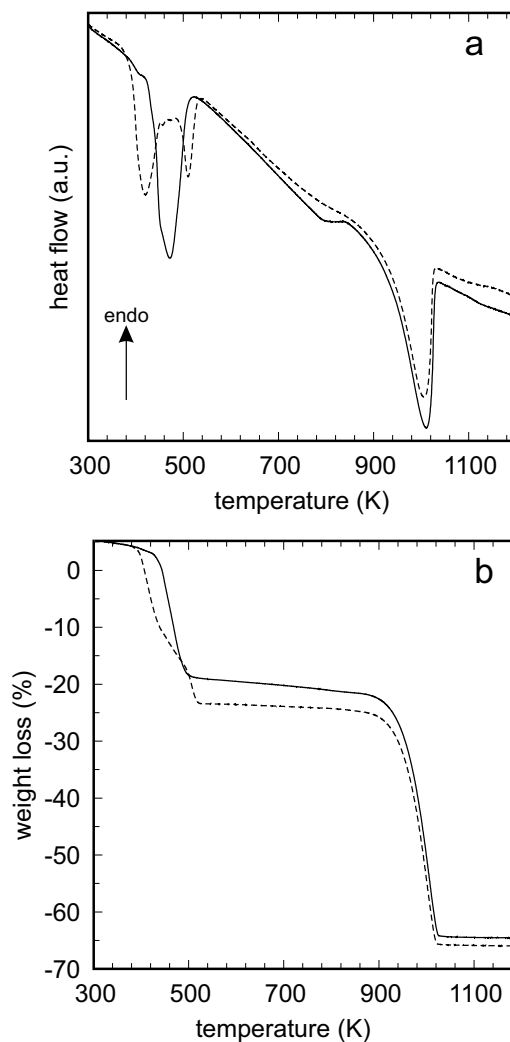 a
heat flow (a.u.)
endo
300 500 700 900 1100
temperature (K)
b
0
-10
-20
-30
-40
-50
-60
-70
weight loss (%)
300 500 700 900 1100
temperature (K)